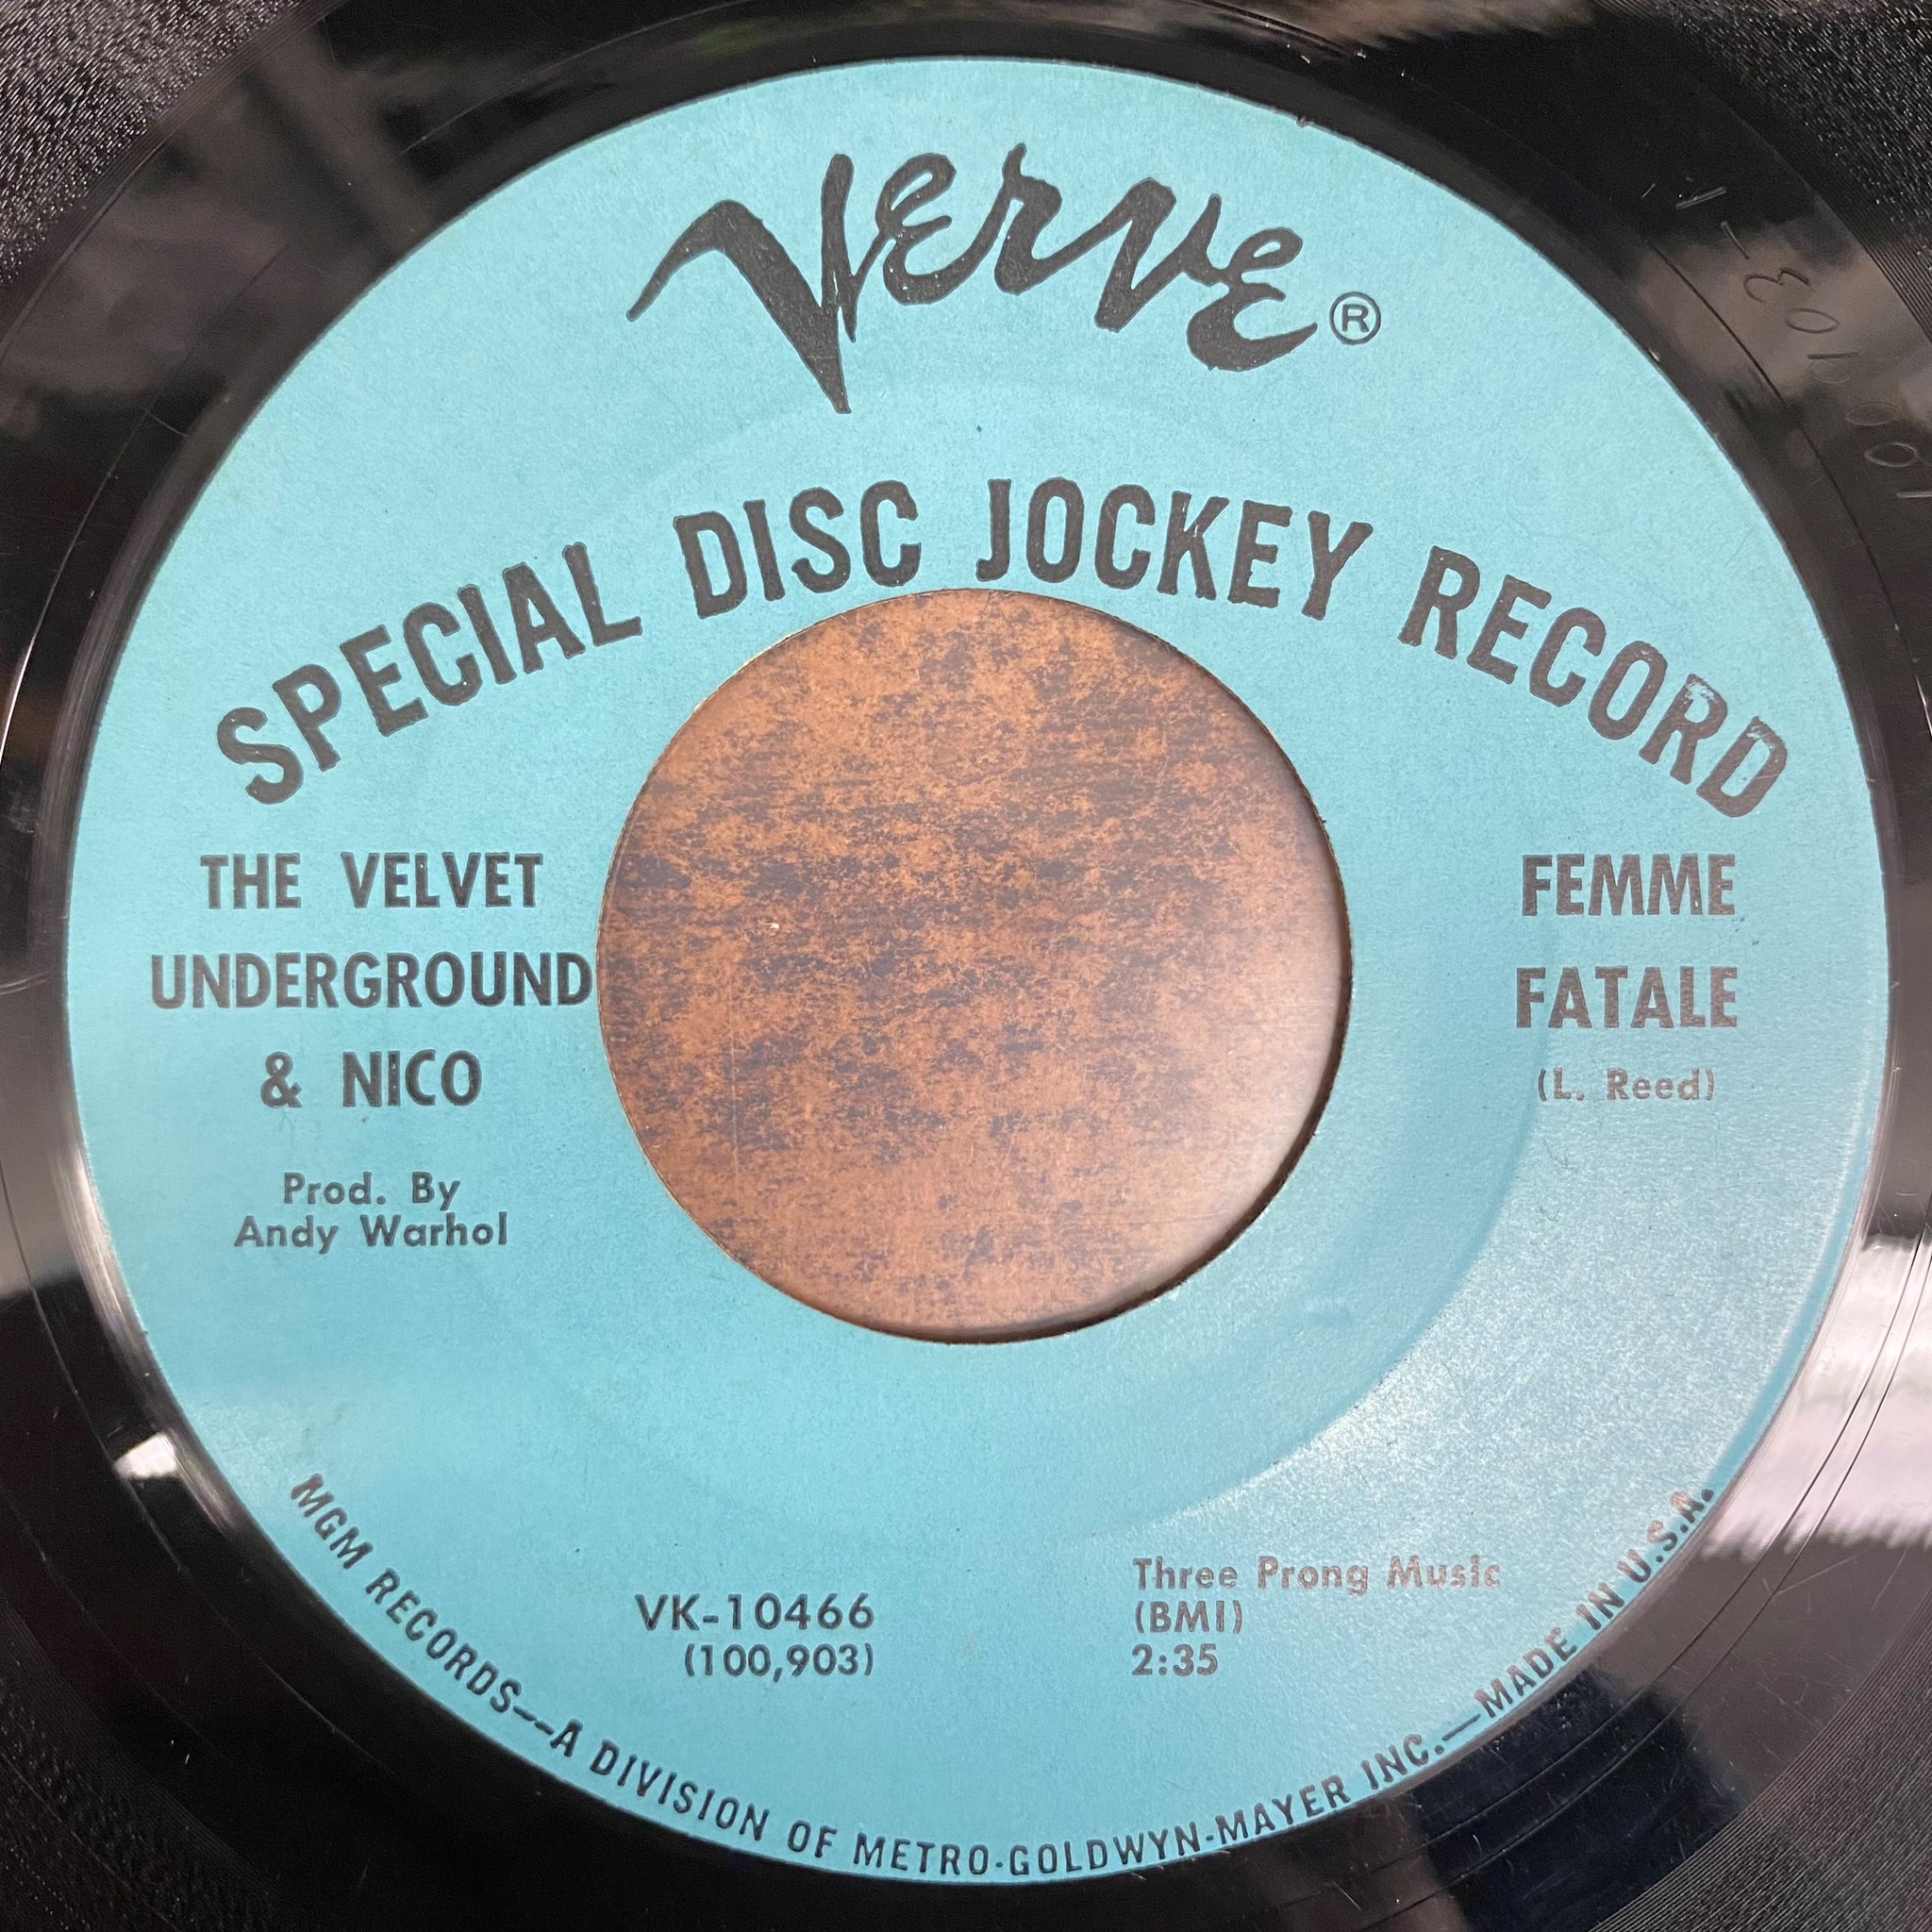 Verve®
SPECIAL DISC JOCKEY RECORD
THE VELVET
UNDERGROUND
& NICO
Prod. By
Andy Warhol
FEMME
FATALE
(L. Reed)
VK-10466
(100,903)
Three Prong Music
(BMI)
2:35
MGM RECORDS—A DIVISION OF METRO-GOLDWYN-MAYER INC.—MADE IN U.S.A.